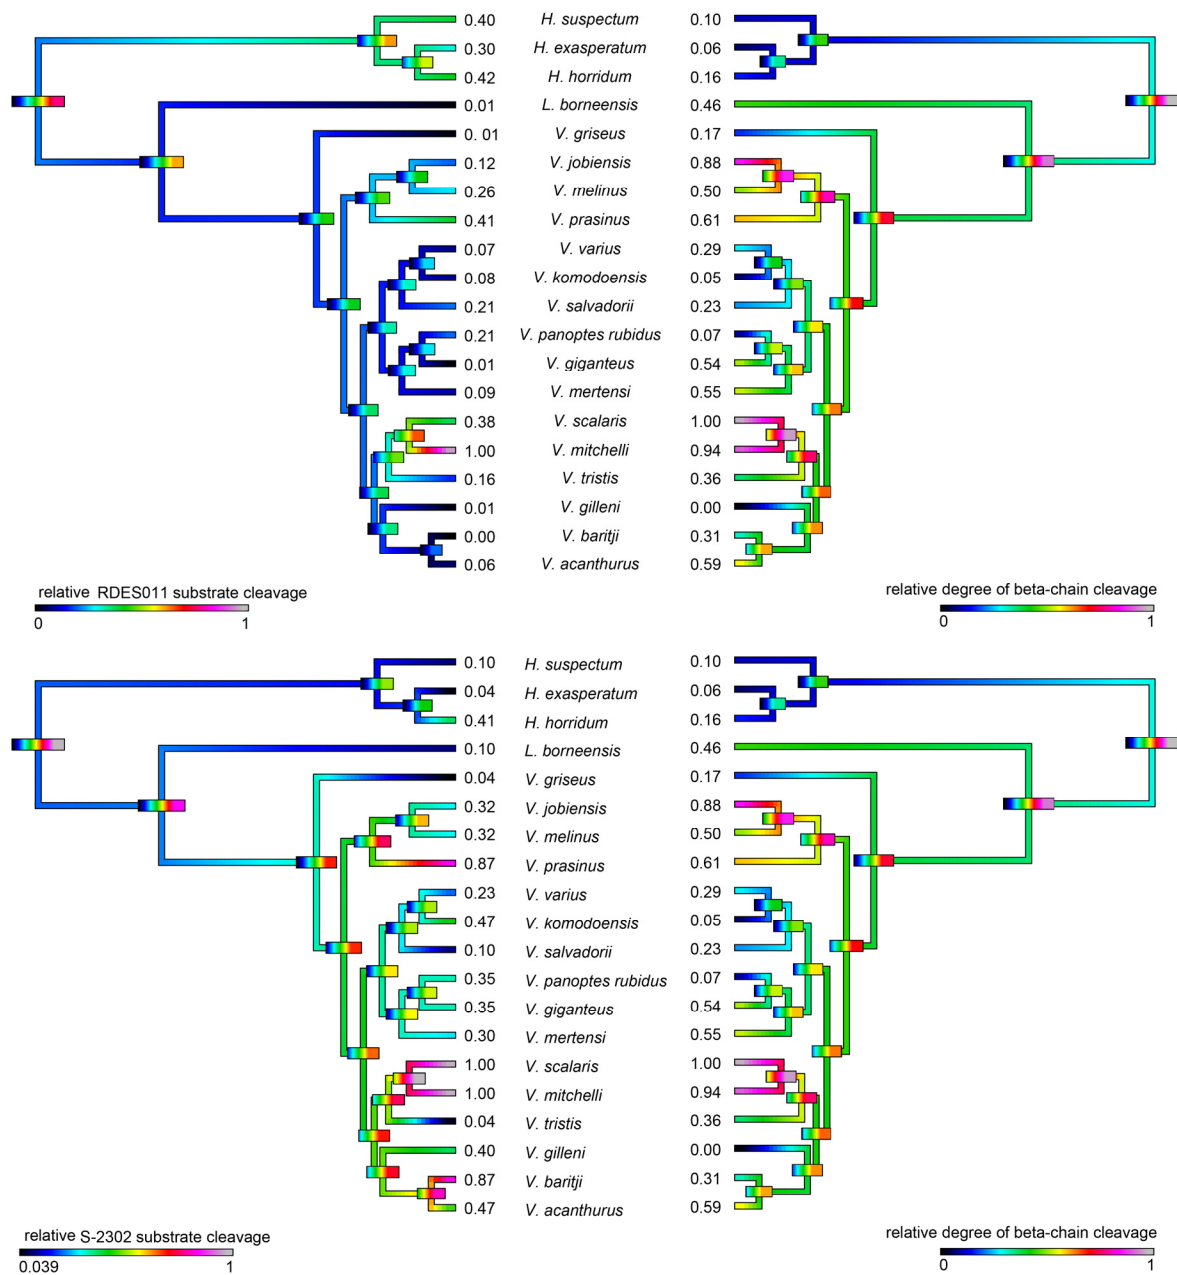 0.40 H. suspectum 0.10
0.30 H. exasperatum 0.06
0.42 H. horridum 0.16
0.01 L. borneensis 0.46
0. 01 V. griseus 0.17
0.12 V. jobiensis 0.88
0.26 V. melinus 0.50
0.41 V. prasinus 0.61
0.07 V. varius 0.29
0.08 V. komodoensis 0.05
0.21 V. salvadorii 0.23
0.21 V. panoptes rubidus 0.07
0.01 V. giganteus 0.54
0.09 V. mertensi 0.55
0.38 V. scalaris 1.00
1.00 V. mitchelli 0.94
0.16 V. tristis 0.36
0.01 V. gilleni 0.00
0.00 V. baritji 0.31
0.06 V. acanthurus 0.59
relative RDES011 substrate cleavage
0 1
relative degree of beta-chain cleavage
0 1
0.10 H. suspectum 0.10
0.04 H. exasperatum 0.06
0.41 H. horridum 0.16
0.10 L. borneensis 0.46
0.04 V. griseus 0.17
0.32 V. jobiensis 0.88
0.32 V. melinus 0.50
0.87 V. prasinus 0.61
0.23 V. varius 0.29
0.47 V. komodoensis 0.05
0.10 V. salvadorii 0.23
0.35 V. panoptes rubidus 0.07
0.35 V. giganteus 0.54
0.30 V. mertensi 0.55
1.00 V. scalaris 1.00
1.00 V. mitchelli 0.94
0.04 V. tristis 0.36
0.40 V. gilleni 0.00
0.87 V. baritji 0.31
0.47 V. acanthurus 0.59
relative S-2302 substrate cleavage
0.039 1
relative degree of beta-chain cleavage
0 1